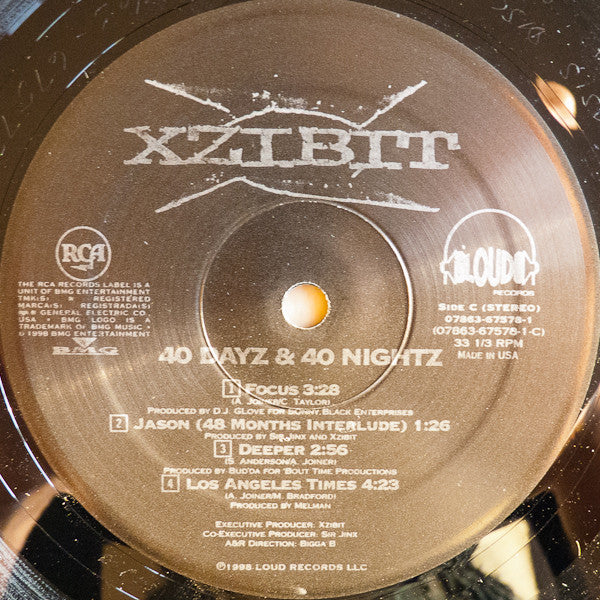 XZIBIT
RCA
THE RCA RECORDS LABEL IS A
UNIT OF BMG ENTERTAINMENT
TMK(S) ® REGISTERED
MARCA(S) REGISTRADA(S)
GENERAL ELECTRIC CO.,
USA • BMG LOGO IS A
TRADEMARK OF BMG MUSIC •
© 1998 BMG ENTERTAINMENT
BMG
LOUD
RECORDS
SIDE C (STEREO)
07863-67578-1
(07863-67578-1-C)
33 1/3 RPM
MADE IN USA
40 DAYZ & 40 NIGHTZ
1 FOCUS 3:28
(A. JOINER/C. TAYLOR)
PRODUCED BY D.J. GLOVE FOR SONNY BLACK ENTERPRISES
2 JASON (48 MONTHS INTERLUDE) 1:26
PRODUCED BY SIR JINX AND XZIBIT
3 DEEPER 2:56
(S. ANDERSON/A. JOINER)
PRODUCED BY BUD'DA FOR 'BOUT TIME PRODUCTIONS
4 LOS ANGELES TIMES 4:23
(A. JOINER/M. BRADFORD)
PRODUCED BY MELMAN
EXECUTIVE PRODUCER: XZIBIT
CO-EXECUTIVE PRODUCER: SIR JINX
A&R DIRECTION: BIGGA B
℗1998 LOUD RECORDS LLC